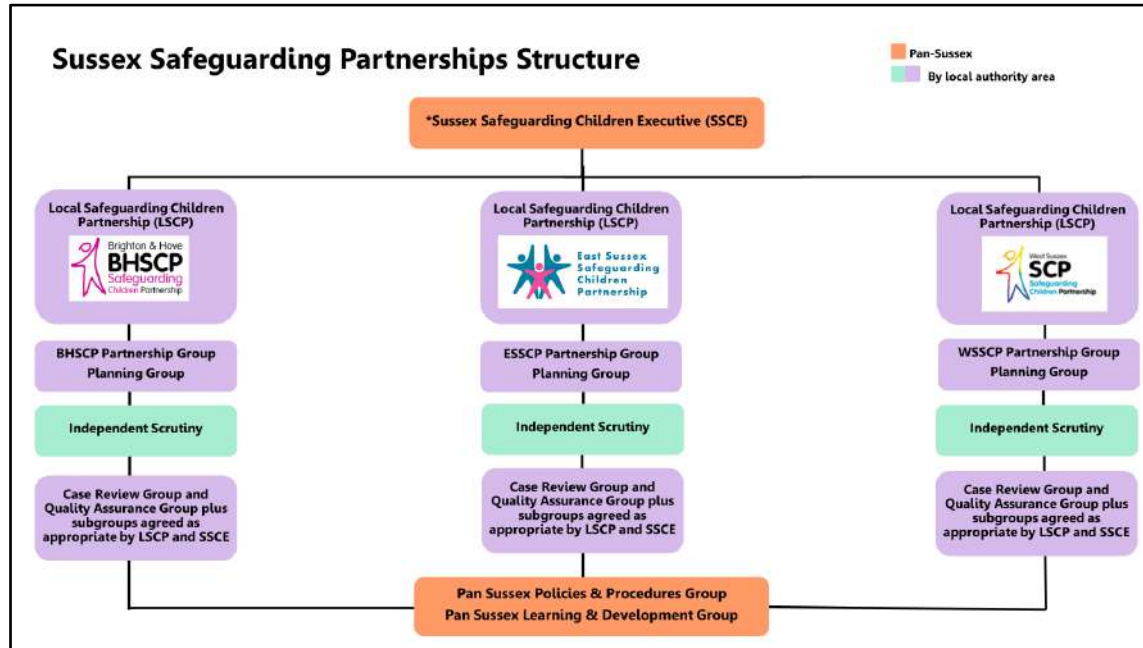 Sussex Safeguarding Partnerships Structure
Pan-Sussex
By local authority area
*Sussex Safeguarding Children Executive (SSCE)
Local Safeguarding Children
Partnership (LSCP)
Brighton & Hove
BHSCP
Safeguarding
Children Partnership
BHSCP Partnership Group
Planning Group
Independent Scrutiny
Case Review Group and
Quality Assurance Group plus
subgroups agreed as
appropriate by LSCP and SSCE
Local Safeguarding Children
Partnership (LSCP)
East Sussex
Safeguarding
Children
Partnership
ESSCP Partnership Group
Planning Group
Independent Scrutiny
Case Review Group and
Quality Assurance Group plus
subgroups agreed as
appropriate by LSCP and SSCE
Local Safeguarding Children
Partnership (LSCP)
West Sussex
SCP
Safeguarding
Children Partnership
WSSCP Partnership Group
Planning Group
Independent Scrutiny
Case Review Group and
Quality Assurance Group plus
subgroups agreed as
appropriate by LSCP and SSCE
Pan Sussex Policies & Procedures Group
Pan Sussex Learning & Development Group